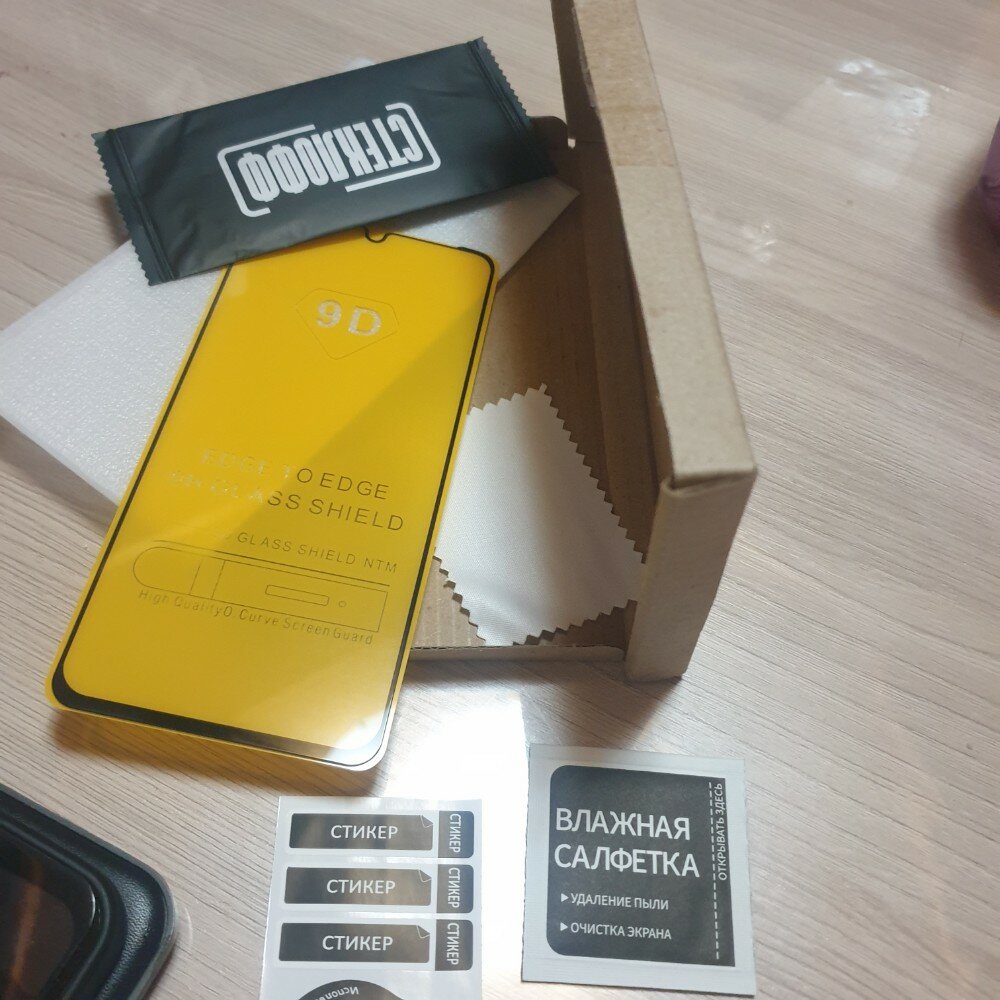 СТЕКЛОФФ
9D
EDGE TO EDGE
GLASS SHIELD
GLASS SHIELD NTM
High Quality O. Curve Screen Guard
СТИКЕР СТИКЕР
СТИКЕР СТИКЕР
СТИКЕР СТИКЕР
ВЛАЖНАЯ
САЛФЕТКА
▸ УДАЛЕНИЕ ПЫЛИ
▸ ОЧИСТКА ЭКРАНА
ОТКРЫВАТЬ ЗДЕСЬ